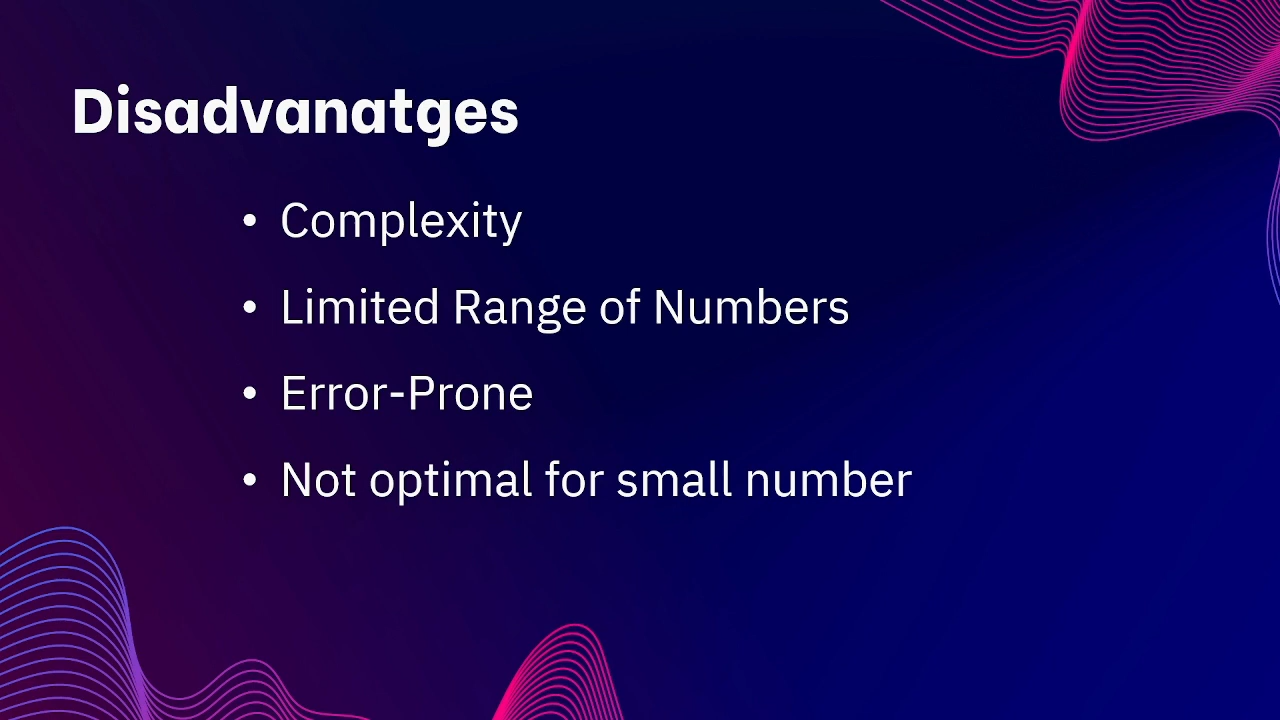 Disadvanatges
• Complexity
• Limited Range of Numbers
• Error-Prone
• Not optimal for small number